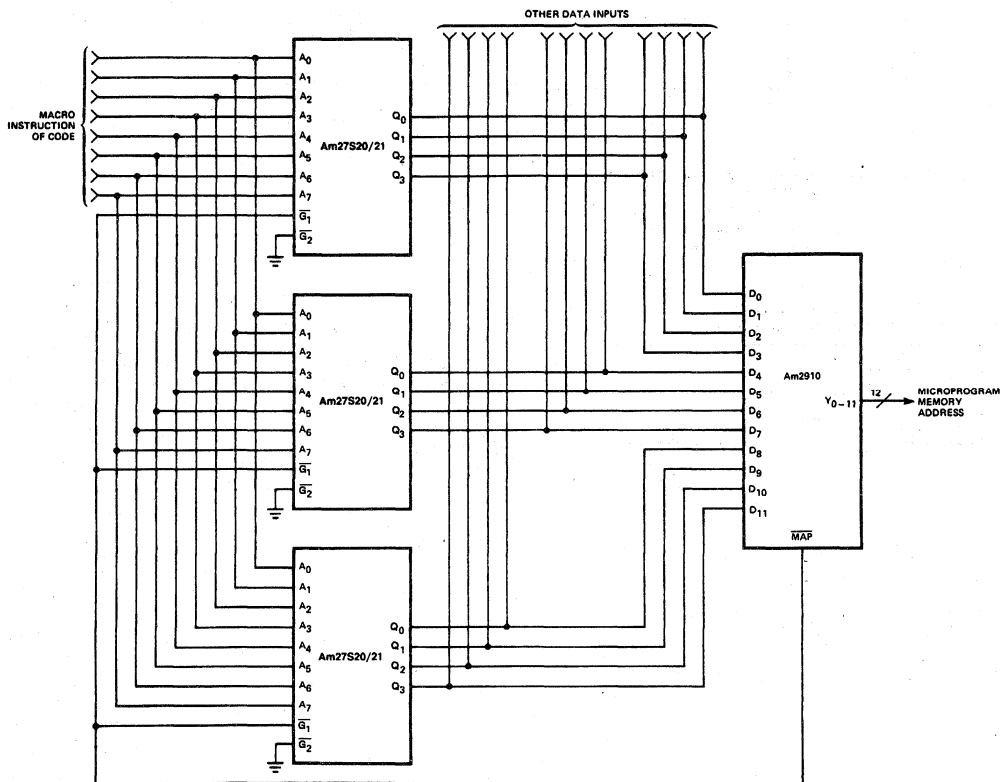 OTHER DATA INPUTS
MACRO
INSTRUCTION
OF CODE
A0
A1
A2
A3
A4
A5
A6
A7
G1
G2
Am27S20/21
Q0
Q1
Q2
Q3
A0
A1
A2
A3
A4
A5
A6
A7
G1
G2
Am27S20/21
Q0
Q1
Q2
Q3
A0
A1
A2
A3
A4
A5
A6
A7
G1
G2
Am27S20/21
Q0
Q1
Q2
Q3
D0
D1
D2
D3
D4
D5
D6
D7
D8
D9
D10
D11
Am2910
Y0–11
MAP
12
MICROPROGRAM
MEMORY
ADDRESS